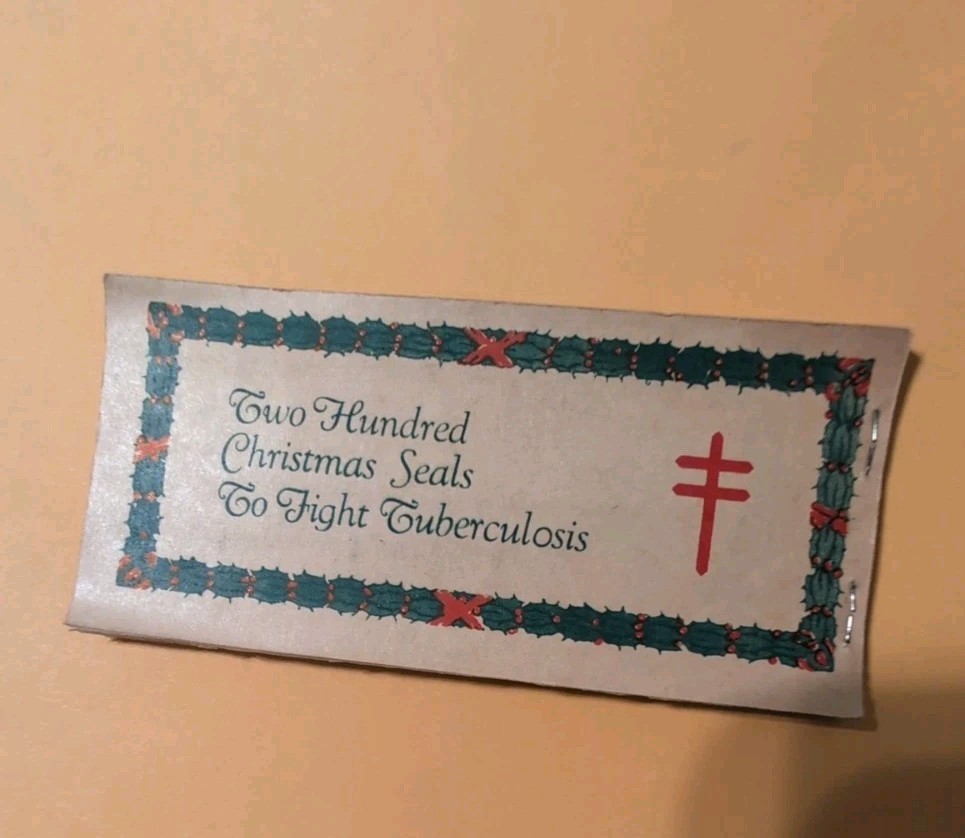 Two Hundred
Christmas Seals
To Fight Tuberculosis